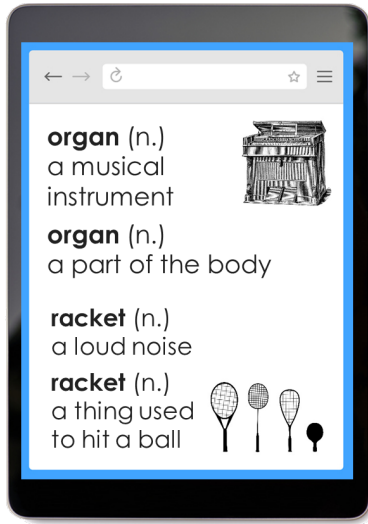 organ (n.)
a musical
instrument
organ (n.)
a part of the body
racket (n.)
a loud noise
racket (n.)
a thing used
to hit a ball